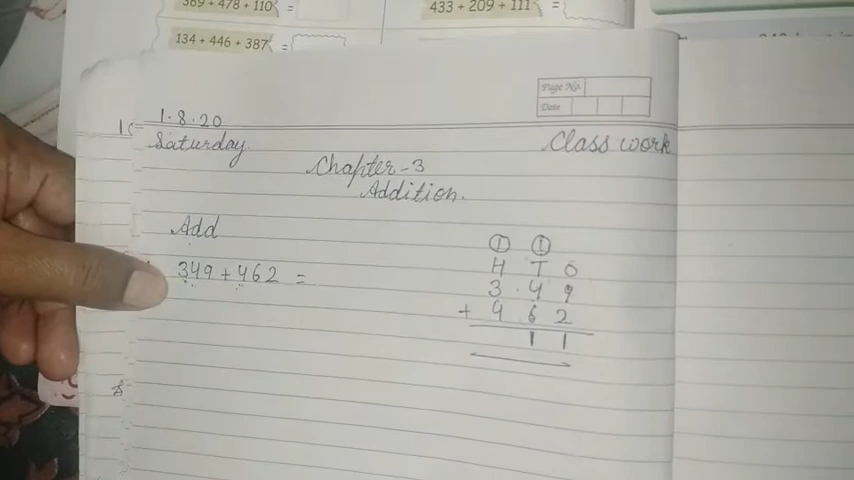 369 + 478 + 110 =
433 + 209 + 111 =
134 + 446 + 387 =
Page No.
Date
1.8.20
Saturday
Class work
Chapter-3
Addition.
Add
349 + 462 =
1 1
H T O
3 4 9
+ 4 6 2
1 1